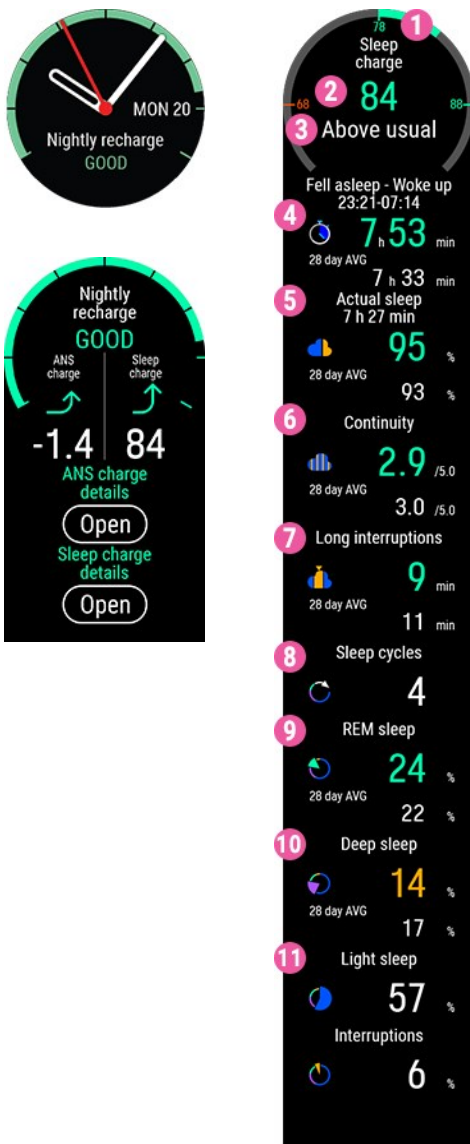 MON 20
Nightly recharge
GOOD
Nightly
recharge
GOOD
ANS
charge
Sleep
charge
-1.4
84
ANS charge
details
Open
Sleep charge
details
Open
1
78
Sleep
charge
2
84
68
88
3
Above usual
Fell asleep - Woke up
23:21-07:14
4
7 h 53 min
28 day AVG
7 h 33 min
5
Actual sleep
7 h 27 min
95 %
28 day AVG
93 %
6
Continuity
2.9 /5.0
28 day AVG
3.0 /5.0
7
Long interruptions
9 min
28 day AVG
11 min
8
Sleep cycles
4
9
REM sleep
24 %
28 day AVG
22 %
10
Deep sleep
14 %
28 day AVG
17 %
11
Light sleep
57 %
Interruptions
6 %